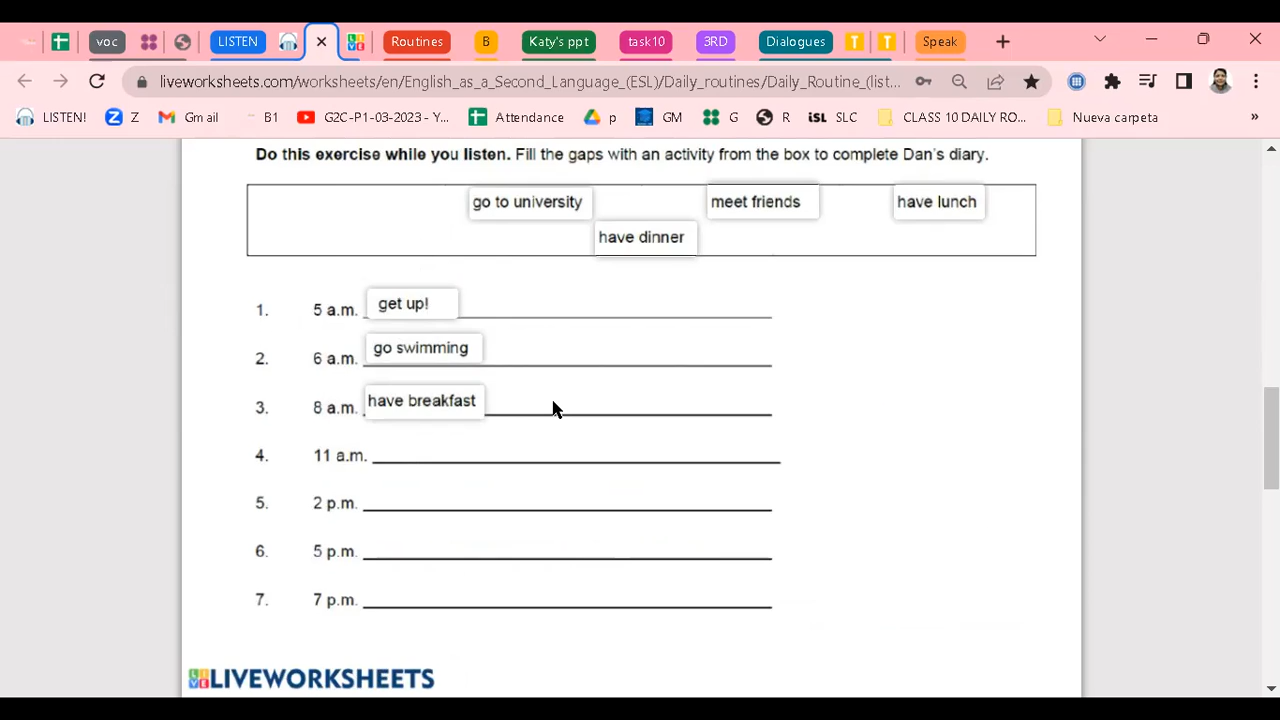 voc LISTEN Routines B Katy's ppt task10 3RD Dialogues T T Speak
liveworksheets.com/worksheets/en/English_as_a_Second_Language_(ESL)/Daily_routines/Daily_Routine_(list...
LISTEN! Z Gmail B1 G2C -11-03-2023 - Y... Attendance p GM G R iSL SLC CLASS 10 DAILY RO... Nueva carpeta »
Do this exercise while you listen. Fill the gaps with an activity from the box to complete Dan's diary.
go to university meet friends have lunch
have dinner
1. 5 a.m. get up!
2. 6 a.m. go swimming
3. 8 a.m. have breakfast
4. 11 a.m.
5. 2 p.m.
6. 5 p.m.
7. 7 p.m.
LIVEWORKSHEETS